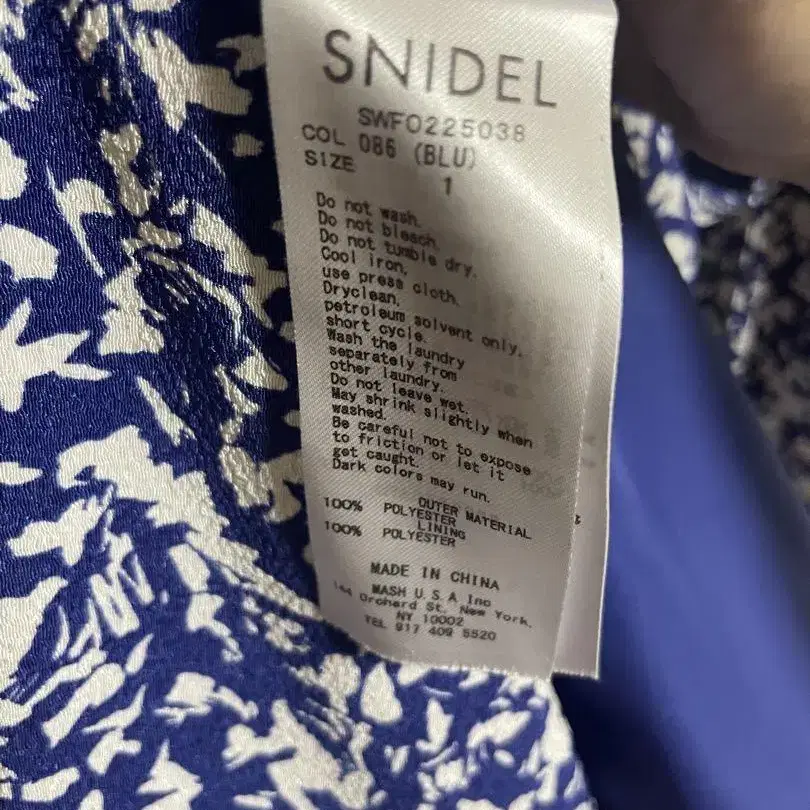 SNIDEL
SWFO225038
COL 086 (BLU)
SIZE 1
Do not wash.
Do not bleach.
Do not tumble dry.
Cool iron,
use press cloth.
Dryclean,
petroleum solvent only,
short cycle.
Wash the laundry
separately from
other laundry.
Do not leave wet.
May shrink slightly when
washed.
Be careful not to expose
to friction or let it
get caught.
Dark colors may run.
OUTER MATERIAL
100% POLYESTER
LINING
100% POLYESTER
MADE IN CHINA
MASH U.S.A Inc
144 Orchard St. New York.
NY 10002
TEL 917 409 5520